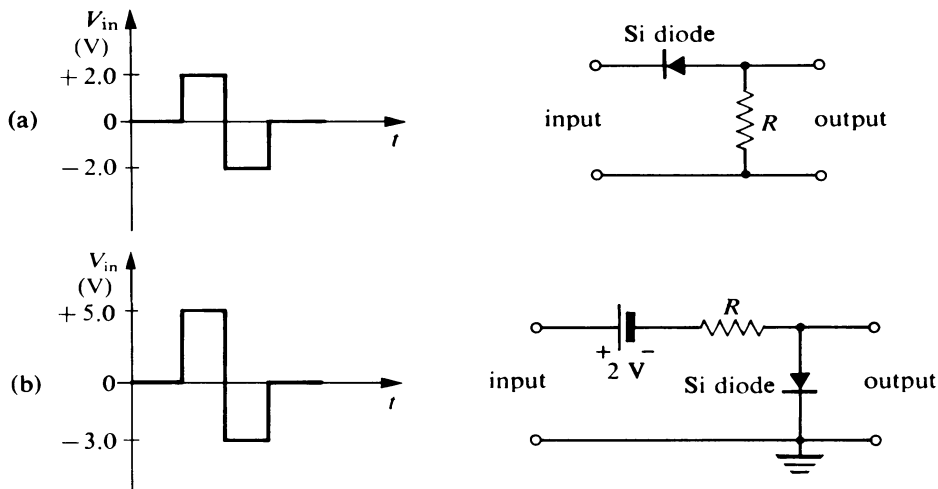 V_in
(V)
+ 2.0
0
− 2.0
t
(a)
Si diode
input
R
output
V_in
(V)
+ 5.0
0
− 3.0
t
(b)
R
+ −
2 V
input
Si diode
output